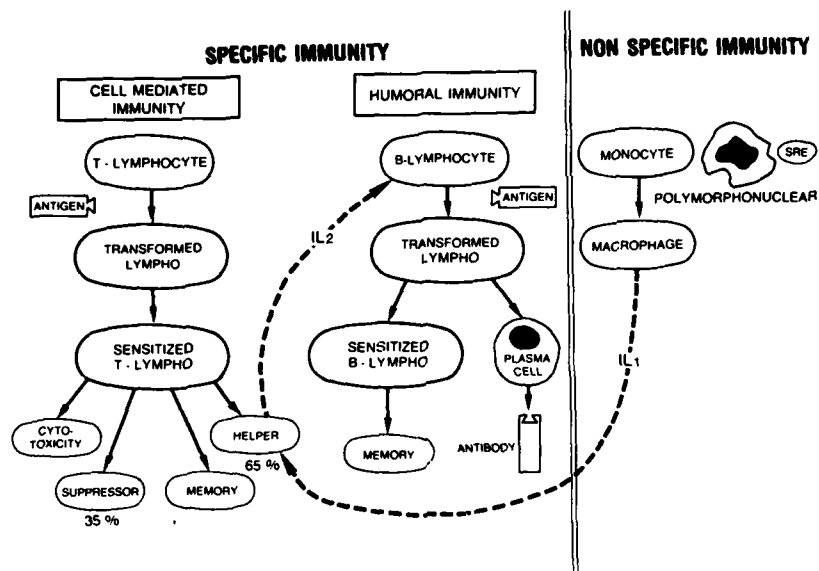 SPECIFIC IMMUNITY
NON SPECIFIC IMMUNITY
CELL MEDIATED
IMMUNITY
HUMORAL IMMUNITY
T-LYMPHOCYTE
ANTIGEN
TRANSFORMED
LYMPHO
SENSITIZED
T-LYMPHO
CYTO-
TOXICITY
SUPPRESSOR
35 %
MEMORY
HELPER
65 %
IL2
B-LYMPHOCYTE
ANTIGEN
TRANSFORMED
LYMPHO
SENSITIZED
B-LYMPHO
MEMORY
PLASMA
CELL
ANTIBODY
MONOCYTE
SRE
POLYMORPHONUCLEAR
MACROPHAGE
IL1